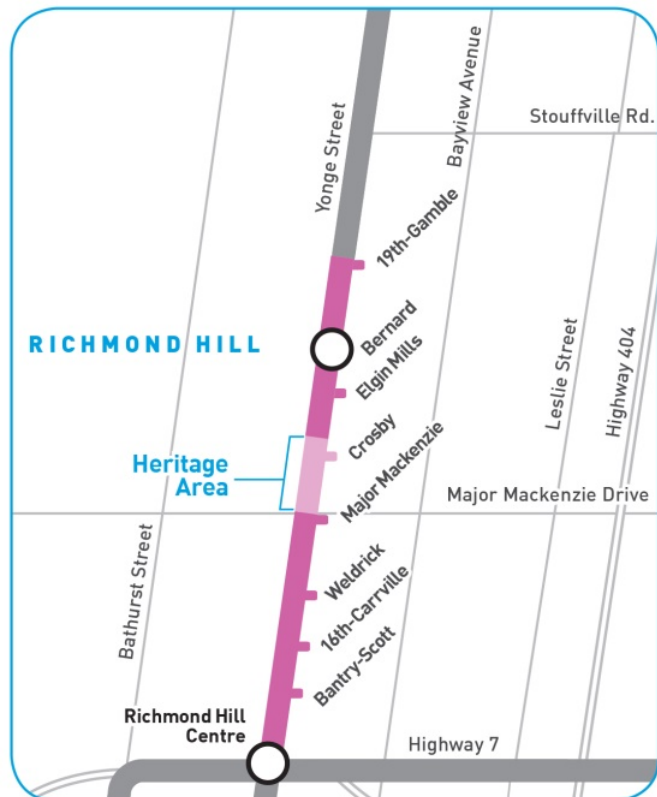 Stouffville Rd.
Bayview Avenue
Yonge Street
19th-Gamble
RICHMOND HILL
Bernard
Elgin Mills
Leslie Street
Highway 404
Crosby
Heritage
Area
Major Mackenzie
Major Mackenzie Drive
Bathurst Street
Weldrick
16th-Carrville
Bantry-Scott
Richmond Hill
Centre
Highway 7